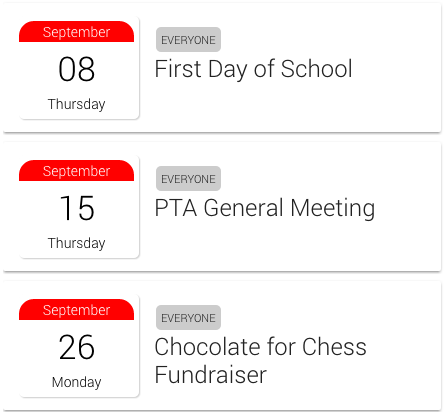 September
08
Thursday
EVERYONE
First Day of School
September
15
Thursday
EVERYONE
PTA General Meeting
September
26
Monday
EVERYONE
Chocolate for Chess
Fundraiser